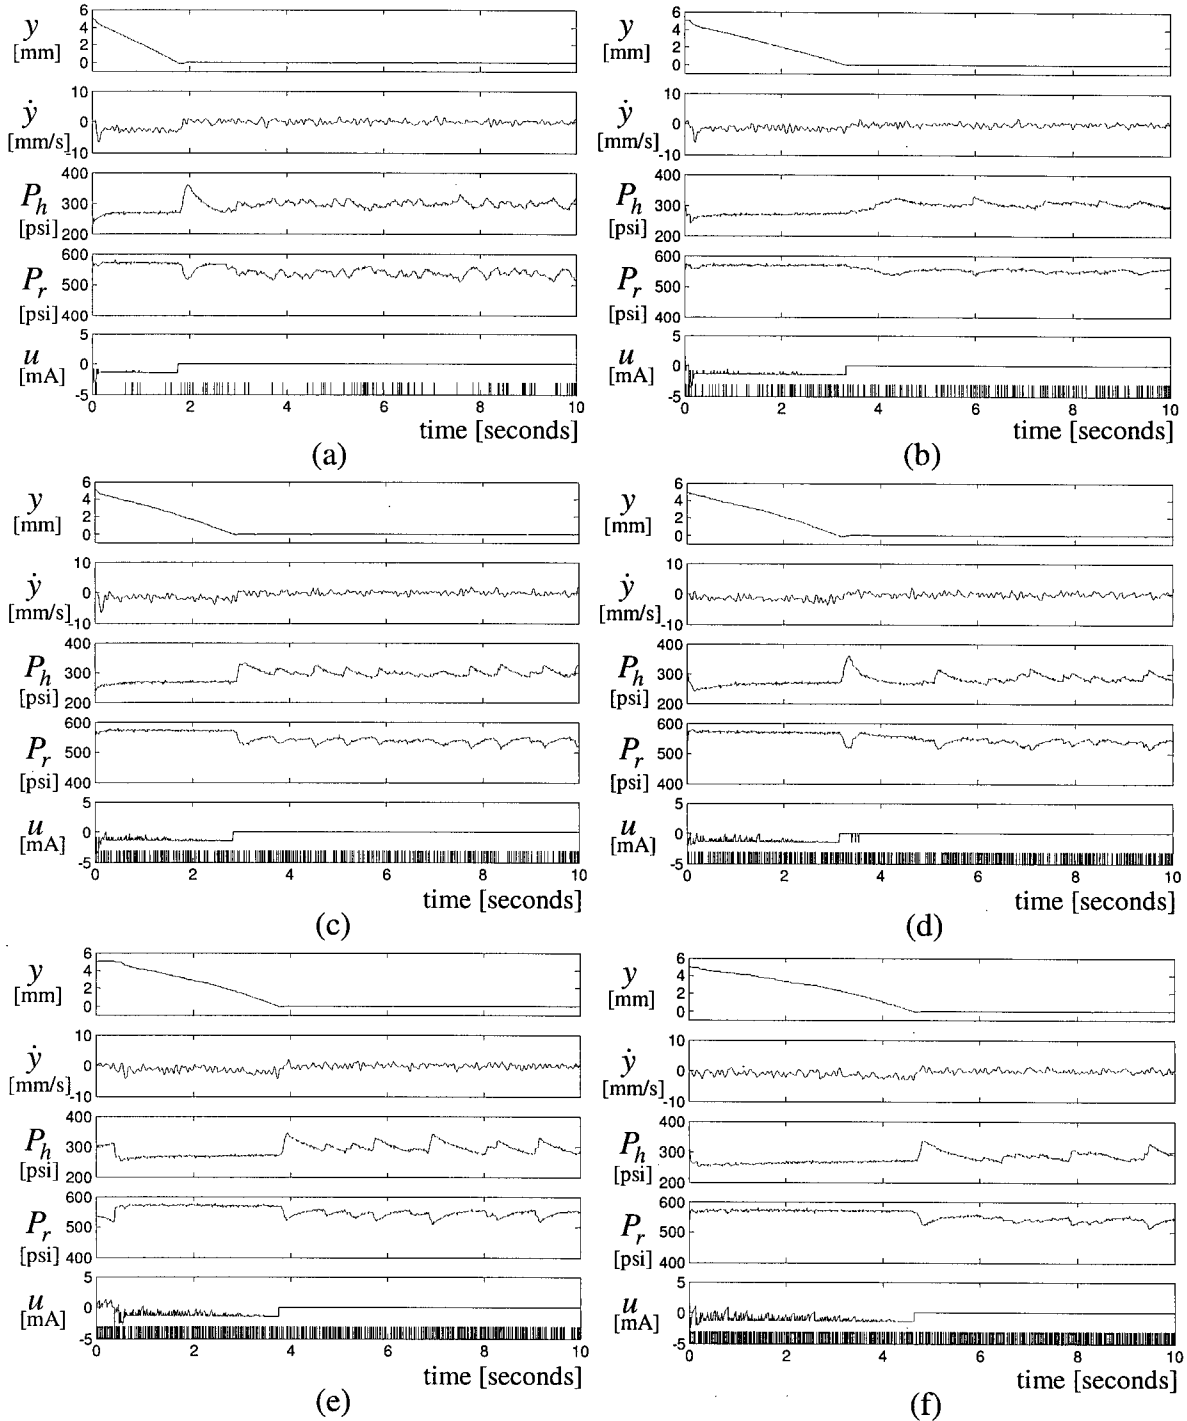 y
[mm]
6
4
2
0
ẏ
[mm/s]
10
0
-10
P_h
[psi]
400
300
200
P_r
[psi]
600
500
400
u
[mA]
5
0
-5
0 2 4 6 8 10
time [seconds]
(a)
y
[mm]
6
4
2
0
ẏ
[mm/s]
10
0
-10
P_h
[psi]
400
300
200
P_r
[psi]
600
500
400
u
[mA]
5
0
-5
0 2 4 6 8 10
time [seconds]
(b)
y
[mm]
6
4
2
0
ẏ
[mm/s]
10
0
-10
P_h
[psi]
400
300
200
P_r
[psi]
600
500
400
u
[mA]
5
0
-5
0 2 4 6 8 10
time [seconds]
(c)
y
[mm]
6
4
2
0
ẏ
[mm/s]
10
0
-10
P_h
[psi]
400
300
200
P_r
[psi]
600
500
400
u
[mA]
5
0
-5
0 2 4 6 8 10
time [seconds]
(d)
y
[mm]
6
4
2
0
ẏ
[mm/s]
10
0
-10
P_h
[psi]
400
300
200
P_r
[psi]
600
500
400
u
[mA]
5
0
-5
0 2 4 6 8 10
time [seconds]
(e)
y
[mm]
6
4
2
0
ẏ
[mm/s]
10
0
-10
P_h
[psi]
400
300
200
P_r
[psi]
600
500
400
u
[mA]
5
0
-5
0 2 4 6 8 10
time [seconds]
(f)